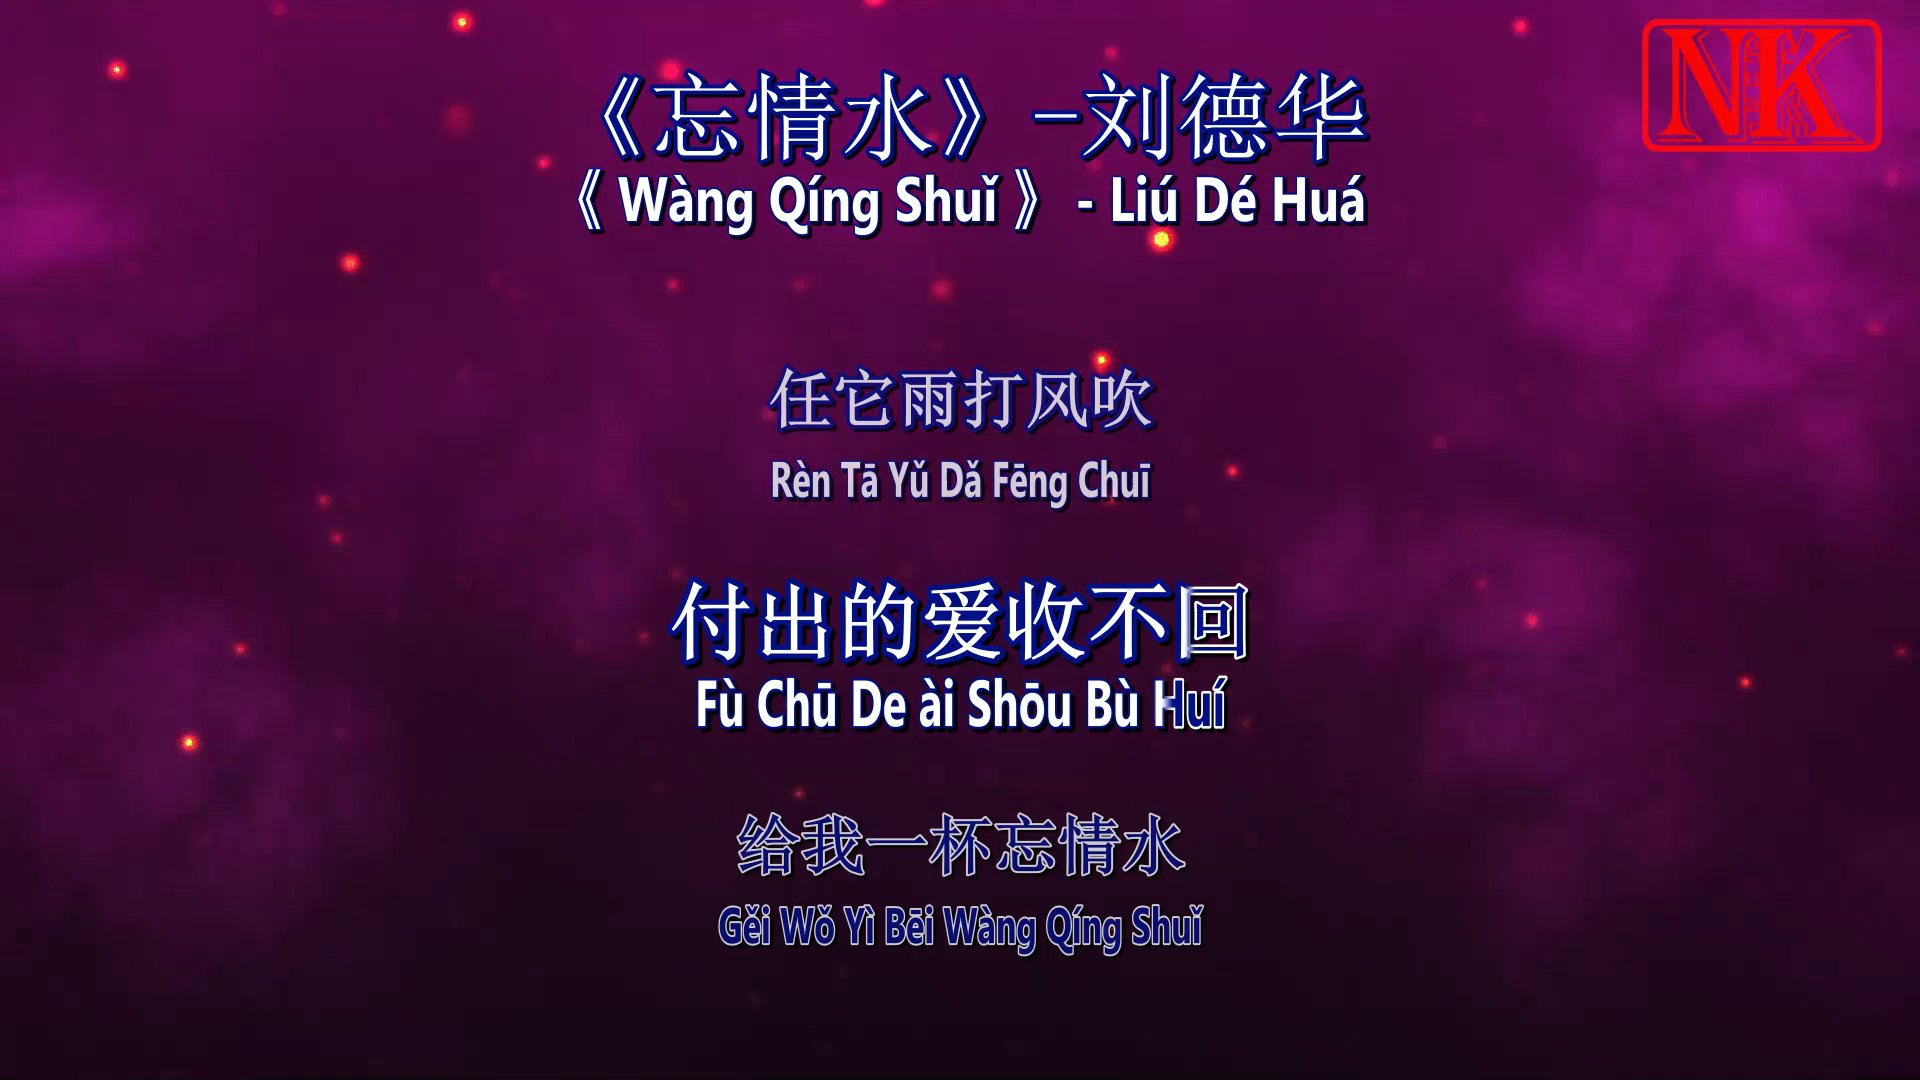 NK
《忘情水》-刘德华
《 Wàng Qíng Shuǐ 》 - Liú Dé Huá
任它雨打风吹
Rèn Tā Yǔ Dǎ Fēng Chuī
付出的爱收不回
Fù Chū De ài Shōu Bù Huí
给我一杯忘情水
Gěi Wǒ Yì Bēi Wàng Qíng Shuǐ